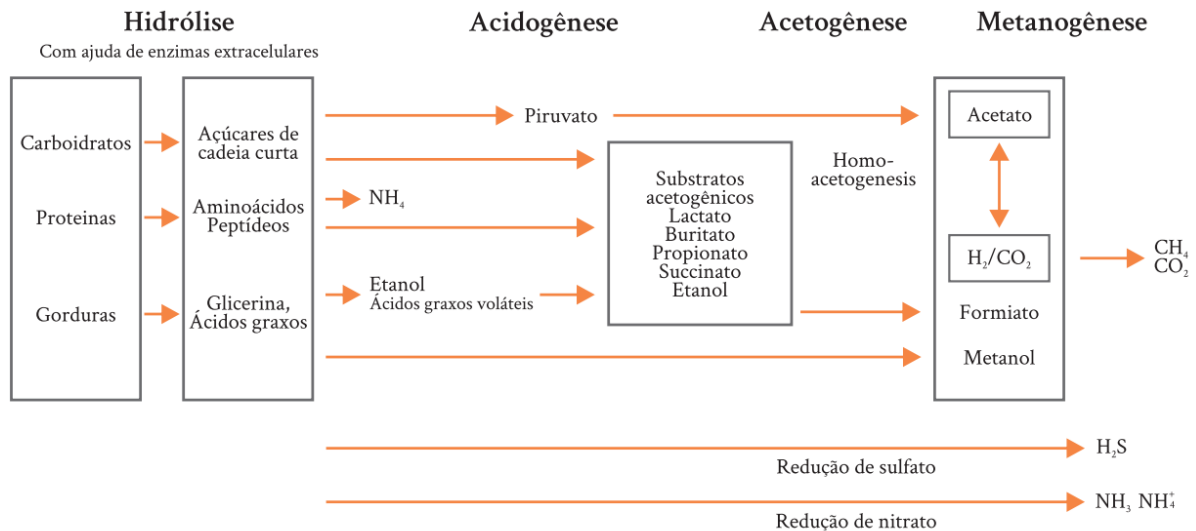 Hidrólise
Com ajuda de enzimas extracelulares
Acidogênese
Acetogênese
Metanogênese
Carboidratos
Proteinas
Gorduras
Açúcares de
cadeia curta
Aminoácidos
Peptídeos
Glicerina,
Ácidos graxos
Piruvato
NH₄
Etanol
Ácidos graxos voláteis
Substratos
acetogênicos
Lactato
Buritato
Propionato
Succinato
Etanol
Homo-
acetogenesis
Acetato
H₂/CO₂
Formiato
Metanol
CH₄
CO₂
Redução de sulfato
H₂S
Redução de nitrato
NH₃ NH₄⁺